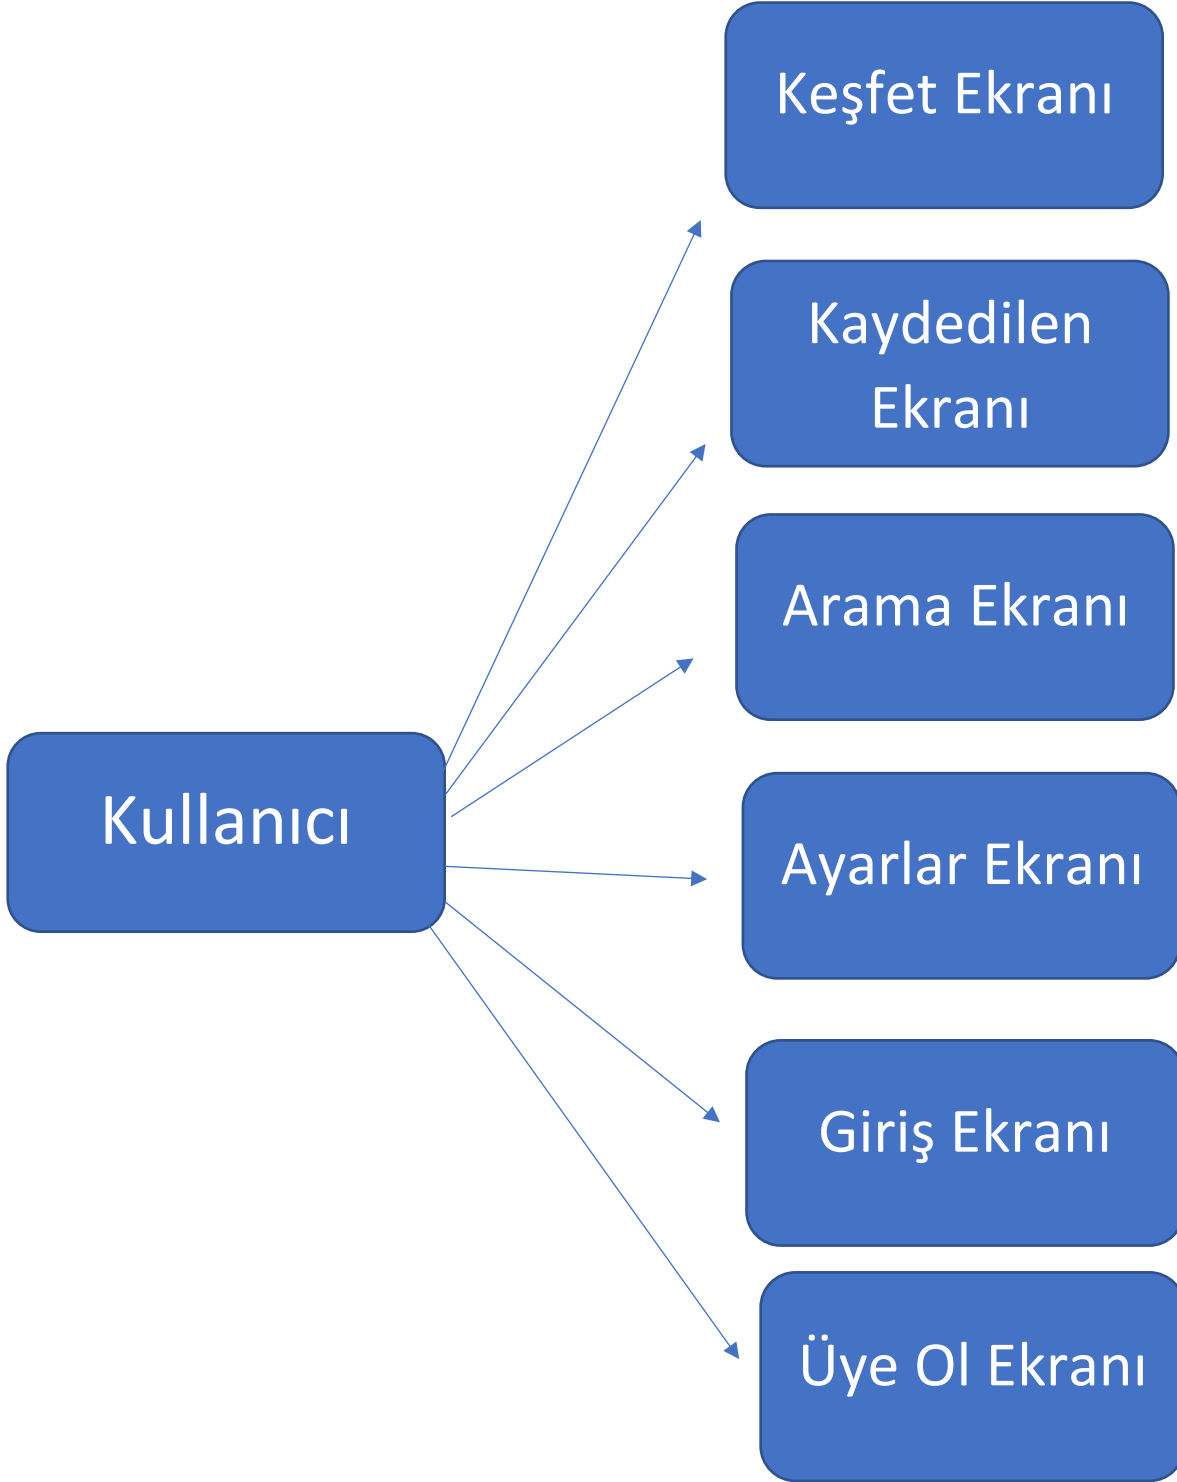 Keşfet Ekranı
Kaydedilen
Ekranı
Arama Ekranı
Kullanıcı
Ayarlar Ekranı
Giriş Ekranı
Üye Ol Ekranı